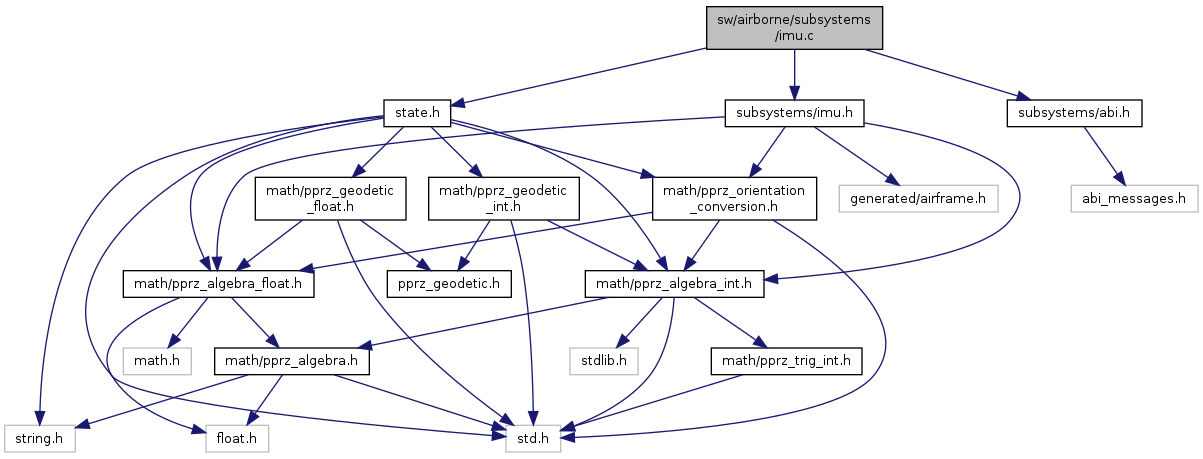 sw/airborne/subsystems
/imu.c
state.h
subsystems/imu.h
subsystems/abi.h
math/pprz_geodetic
_float.h
math/pprz_geodetic
_int.h
math/pprz_orientation
_conversion.h
generated/airframe.h
abi_messages.h
math/pprz_algebra_float.h
pprz_geodetic.h
math/pprz_algebra_int.h
math.h
math/pprz_algebra.h
stdlib.h
math/pprz_trig_int.h
string.h
float.h
std.h